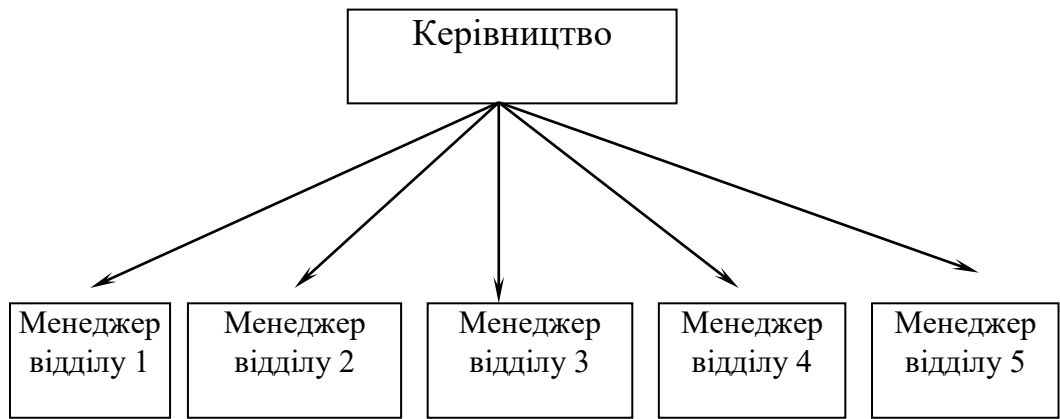 Керівництво
Менеджер
відділу 1
Менеджер
відділу 2
Менеджер
відділу 3
Менеджер
відділу 4
Менеджер
відділу 5